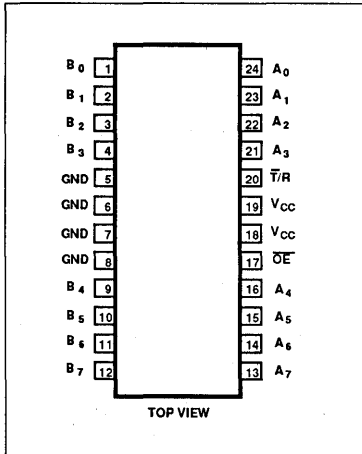 B0 1 24 A0
B1 2 23 A1
B2 3 22 A2
B3 4 21 A3
GND 5 20 T̅/R
GND 6 19 VCC
GND 7 18 VCC
GND 8 17 O̅E̅
B4 9 16 A4
B5 10 15 A5
B6 11 14 A6
B7 12 13 A7
TOP VIEW